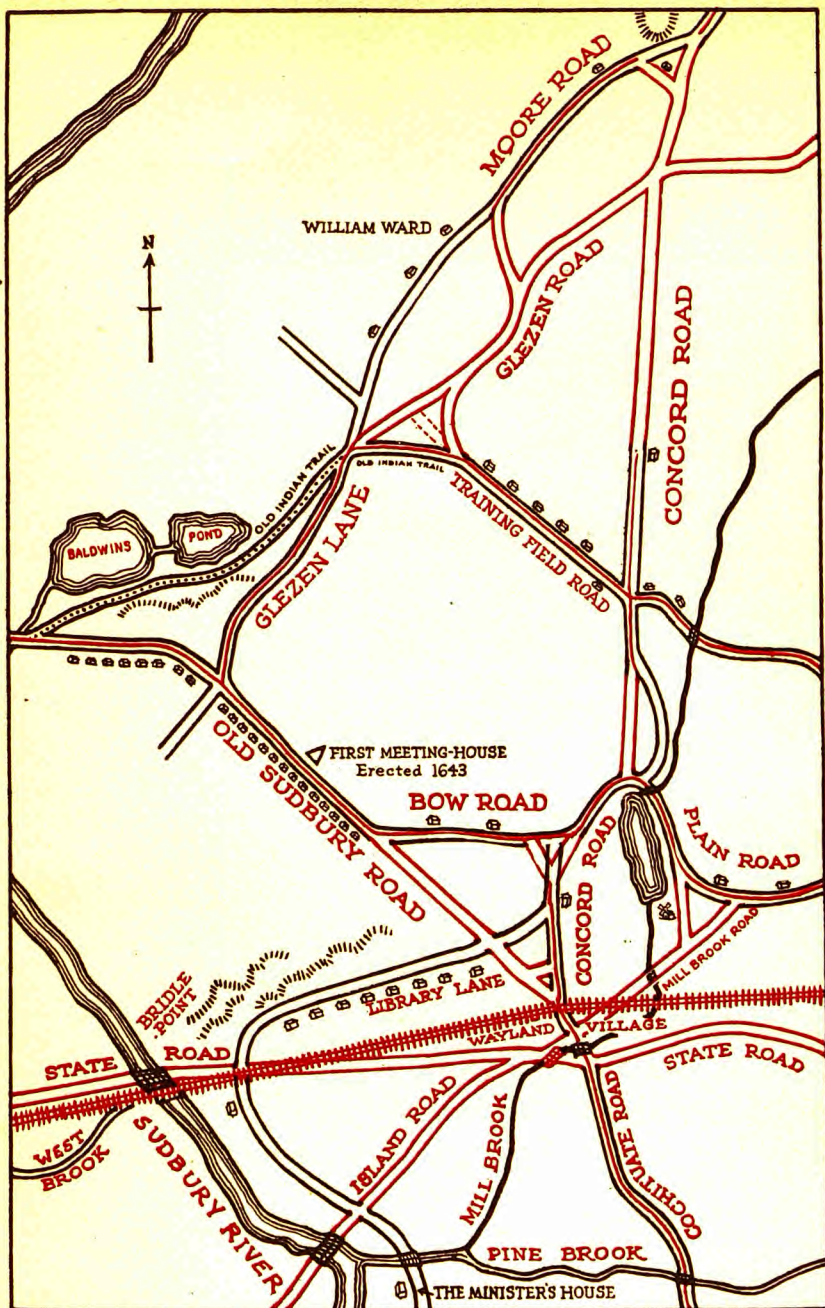 MOORE ROAD
WILLIAM WARD
N
GLEZEN ROAD
CONCORD ROAD
OLD INDIAN TRAIL
OLD INDIAN TRAIL
TRAINING FIELD ROAD
BALDWINS
POND
GLEZEN LANE
FIRST MEETING-HOUSE
Erected 1643
OLD SUDBURY ROAD
BOW ROAD
PLAIN ROAD
CONCORD ROAD
MILL BROOK ROAD
BRIDLE
POINT
LIBRARY LANE
WAYLAND
VILLAGE
STATE
ROAD
STATE ROAD
WEST
BROOK
ISLAND ROAD
MILL BROOK
COCHITUATE ROAD
SUDBURY RIVER
PINE BROOK
THE MINISTER'S HOUSE